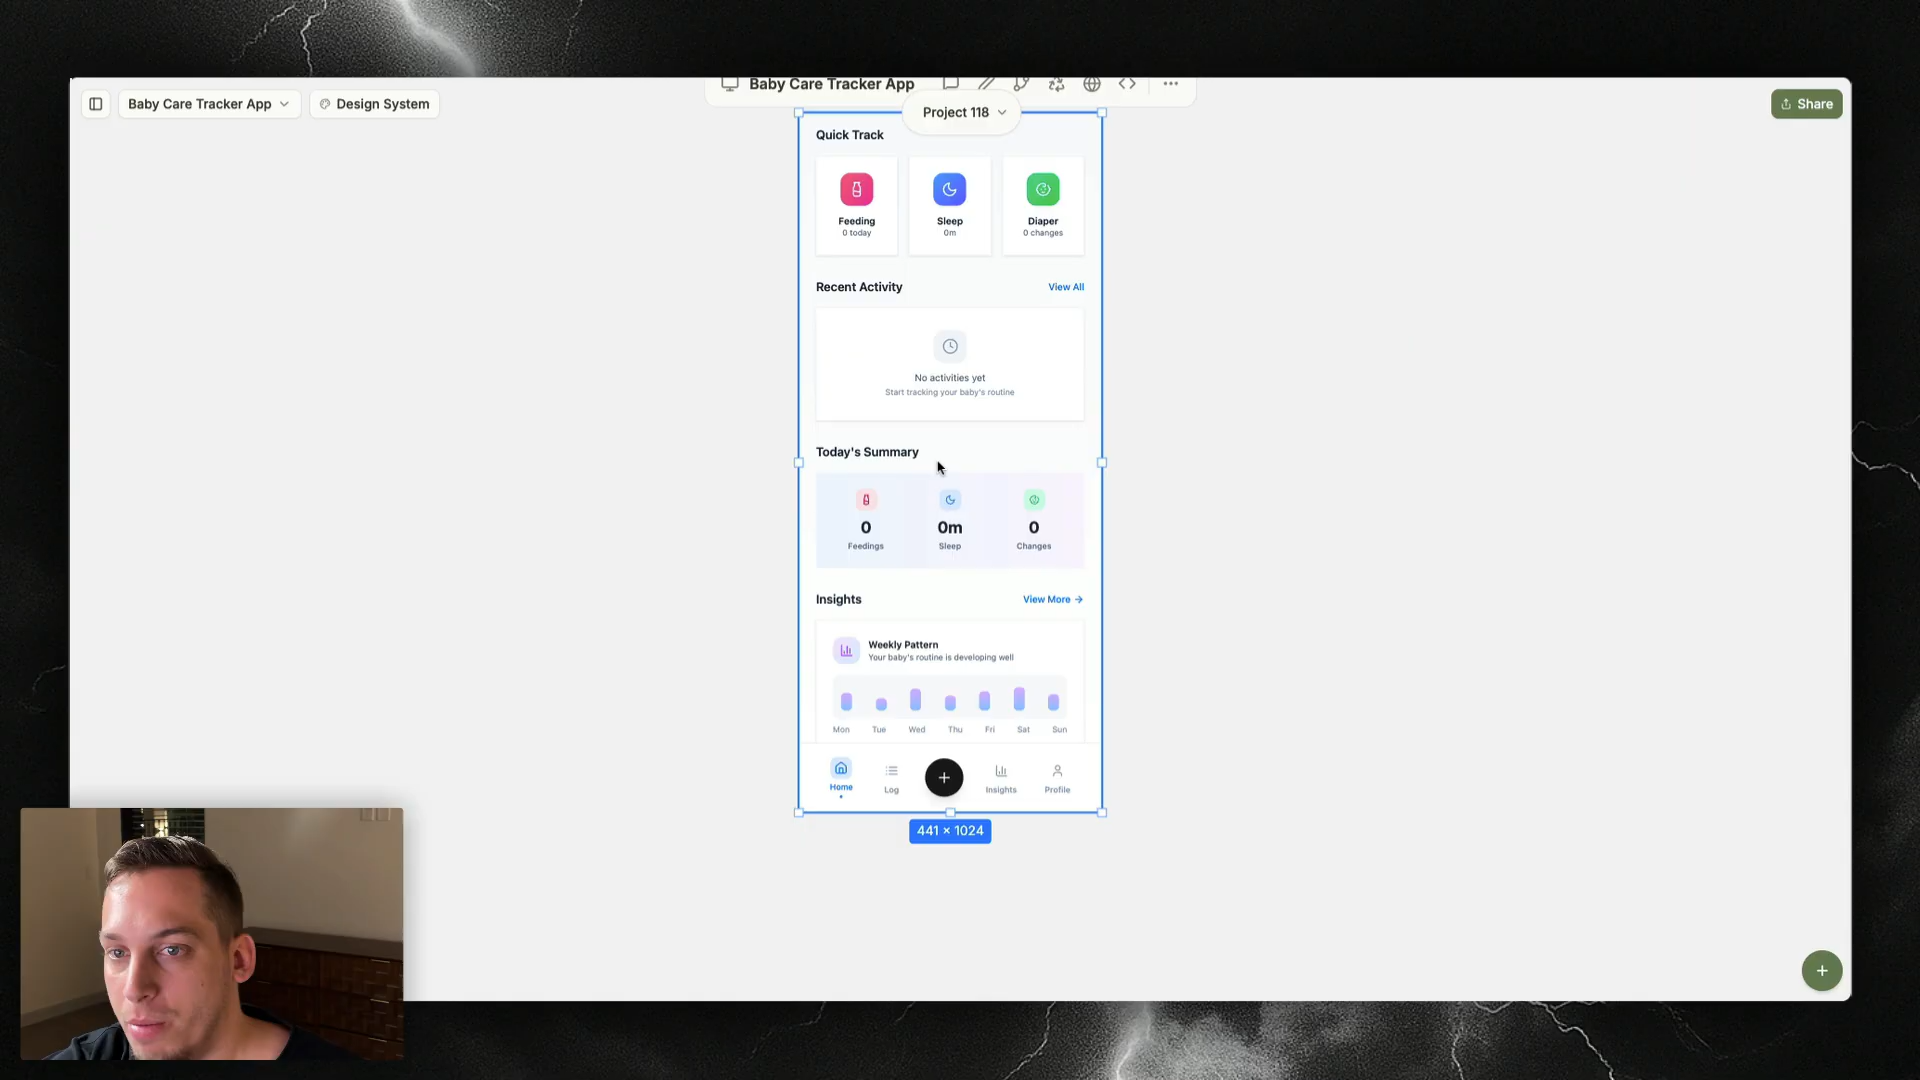 Baby Care Tracker App
Design System
Baby Care Tracker App
Share
Project 118
Quick Track
Feeding
0 today
Sleep
0m
Diaper
0 changes
Recent Activity
View All
No activities yet
Start tracking your baby's routine
Today's Summary
0
Feedings
0m
Sleep
0
Changes
Insights
View More →
Weekly Pattern
Your baby's routine is developing well
Mon Tue Wed Thu Fri Sat Sun
Home
Log
Insights
Profile
441 × 1024